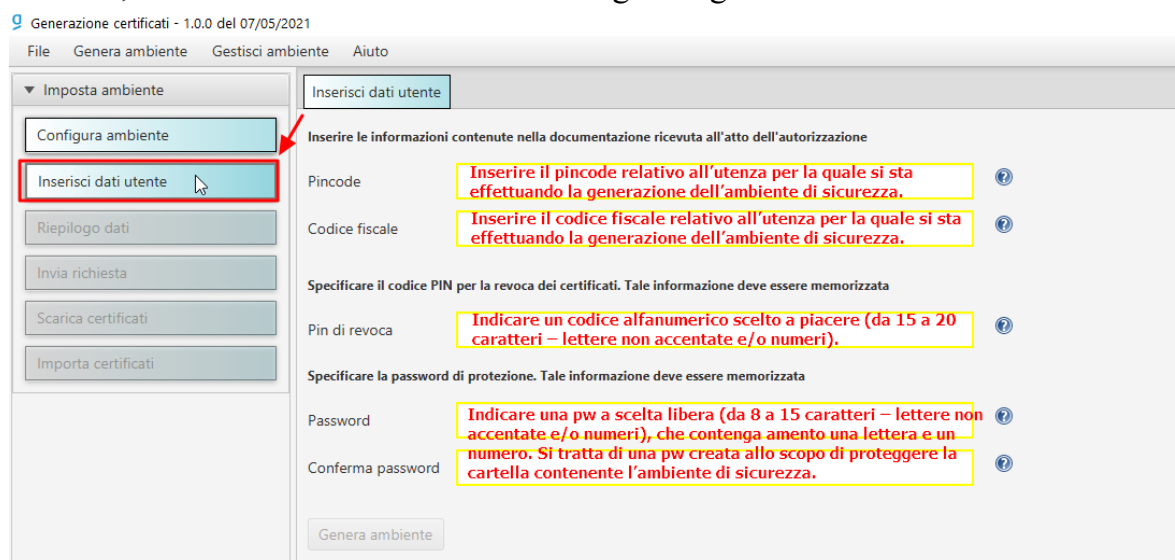 Generazione certificati - 1.0.0 del 07/05/2021
File Genera ambiente Gestisci ambiente Aiuto
Imposta ambiente
Configura ambiente
Inserisci dati utente
Riepilogo dati
Invia richiesta
Scarica certificati
Importa certificati
Inserisci dati utente
Inserire le informazioni contenute nella documentazione ricevuta all'atto dell'autorizzazione
Pincode
Inserire il pincode relativo all'utenza per la quale si sta
effettuando la generazione dell'ambiente di sicurezza.
Codice fiscale
Inserire il codice fiscale relativo all'utenza per la quale si sta
effettuando la generazione dell'ambiente di sicurezza.
Specificare il codice PIN per la revoca dei certificati. Tale informazione deve essere memorizzata
Pin di revoca
Indicare un codice alfanumerico scelto a piacere (da 15 a 20
caratteri – lettere non accentate e/o numeri).
Specificare la password di protezione. Tale informazione deve essere memorizzata
Password
Indicare una pw a scelta libera (da 8 a 15 caratteri – lettere non
accentate e/o numeri), che contenga amento una lettera e un
numero. Si tratta di una pw creata allo scopo di proteggere la
Conferma password
cartella contenente l'ambiente di sicurezza.
Genera ambiente